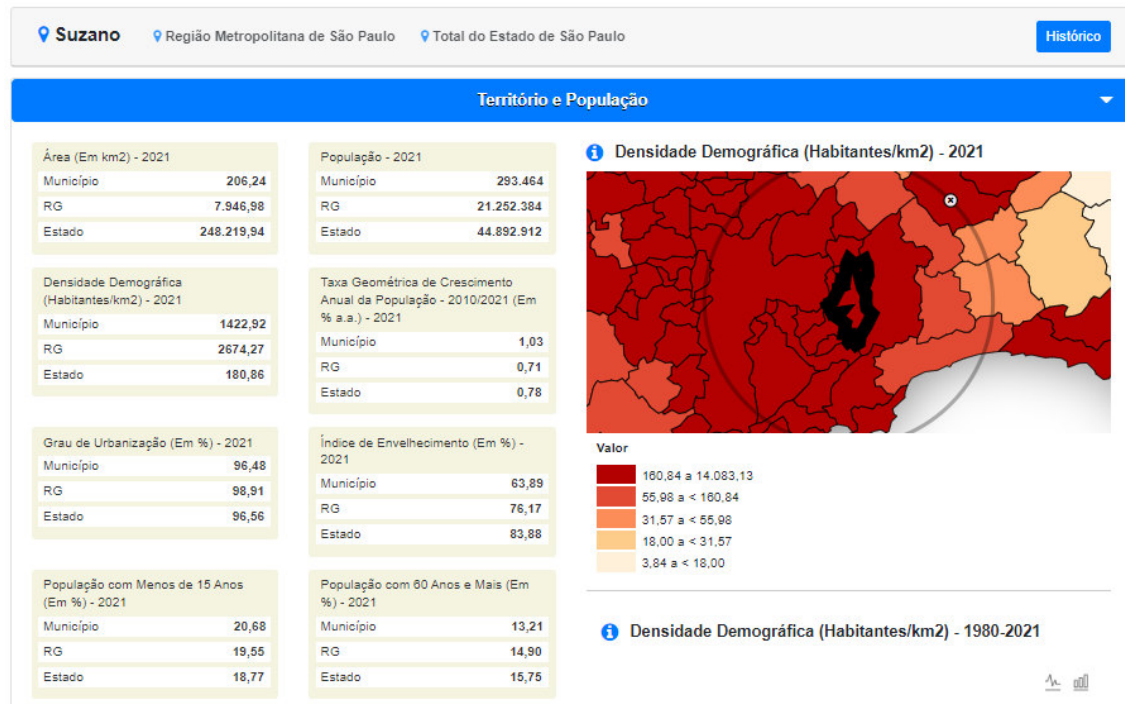 Suzano Região Metropolitana de São Paulo Total do Estado de São Paulo Histórico
Território e População
Área (Em km2) - 2021
Município 206,24
RG 7.946,98
Estado 248.219,94
População - 2021
Município 293.464
RG 21.252.384
Estado 44.892.912
Densidade Demográfica
(Habitantes/km2) - 2021
Município 1422,92
RG 2674,27
Estado 180,86
Taxa Geométrica de Crescimento
Anual da População - 2010/2021 (Em
% a.a.) - 2021
Município 1,03
RG 0,71
Estado 0,78
Grau de Urbanização (Em %) - 2021
Município 96,48
RG 98,91
Estado 96,56
Índice de Envelhecimento (Em %) -
2021
Município 63,89
RG 76,17
Estado 83,88
População com Menos de 15 Anos
(Em %) - 2021
Município 20,68
RG 19,55
Estado 18,77
População com 60 Anos e Mais (Em
%) - 2021
Município 13,21
RG 14,90
Estado 15,75
Densidade Demográfica (Habitantes/km2) - 2021
Valor
160,84 a 14.083,13
55,98 a < 160,84
31,57 a < 55,98
18,00 a < 31,57
3,84 a < 18,00
Densidade Demográfica (Habitantes/km2) - 1980-2021